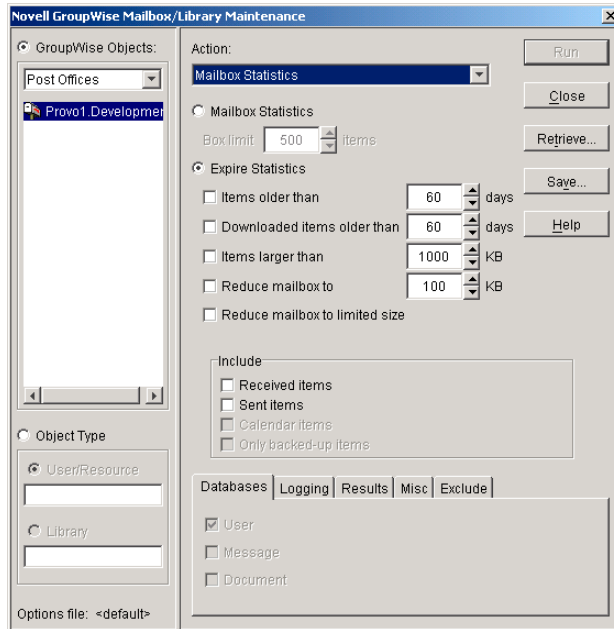 Novell GroupWise Mailbox/Library Maintenance
GroupWise Objects:
Post Offices
Provo1.Developmer
Object Type
User/Resource
Library
Options file: <default>
Action:
Mailbox Statistics
Mailbox Statistics
Box limit 500 items
Expire Statistics
Items older than 60 days
Downloaded items older than 60 days
Items larger than 1000 KB
Reduce mailbox to 100 KB
Reduce mailbox to limited size
Include
Received items
Sent items
Calendar items
Only backed-up items
Databases Logging Results Misc Exclude
User
Message
Document
Run
Close
Retrieve...
Save...
Help